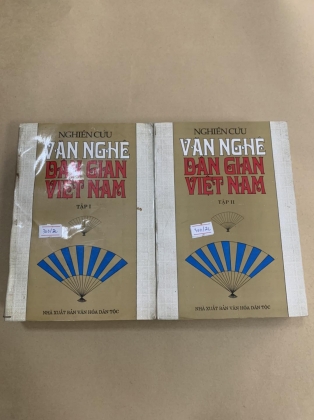 NGHIÊN CỨU
VĂN NGHỆ
DÂN GIAN
VIỆT NAM
TẬP I
NHÀ XUẤT BẢN VĂN HÓA DÂN TỘC
NGHIÊN CỨU
VĂN NGHỆ
DÂN GIAN
VIỆT NAM
TẬP II
NHÀ XUẤT BẢN VĂN HÓA DÂN TỘC